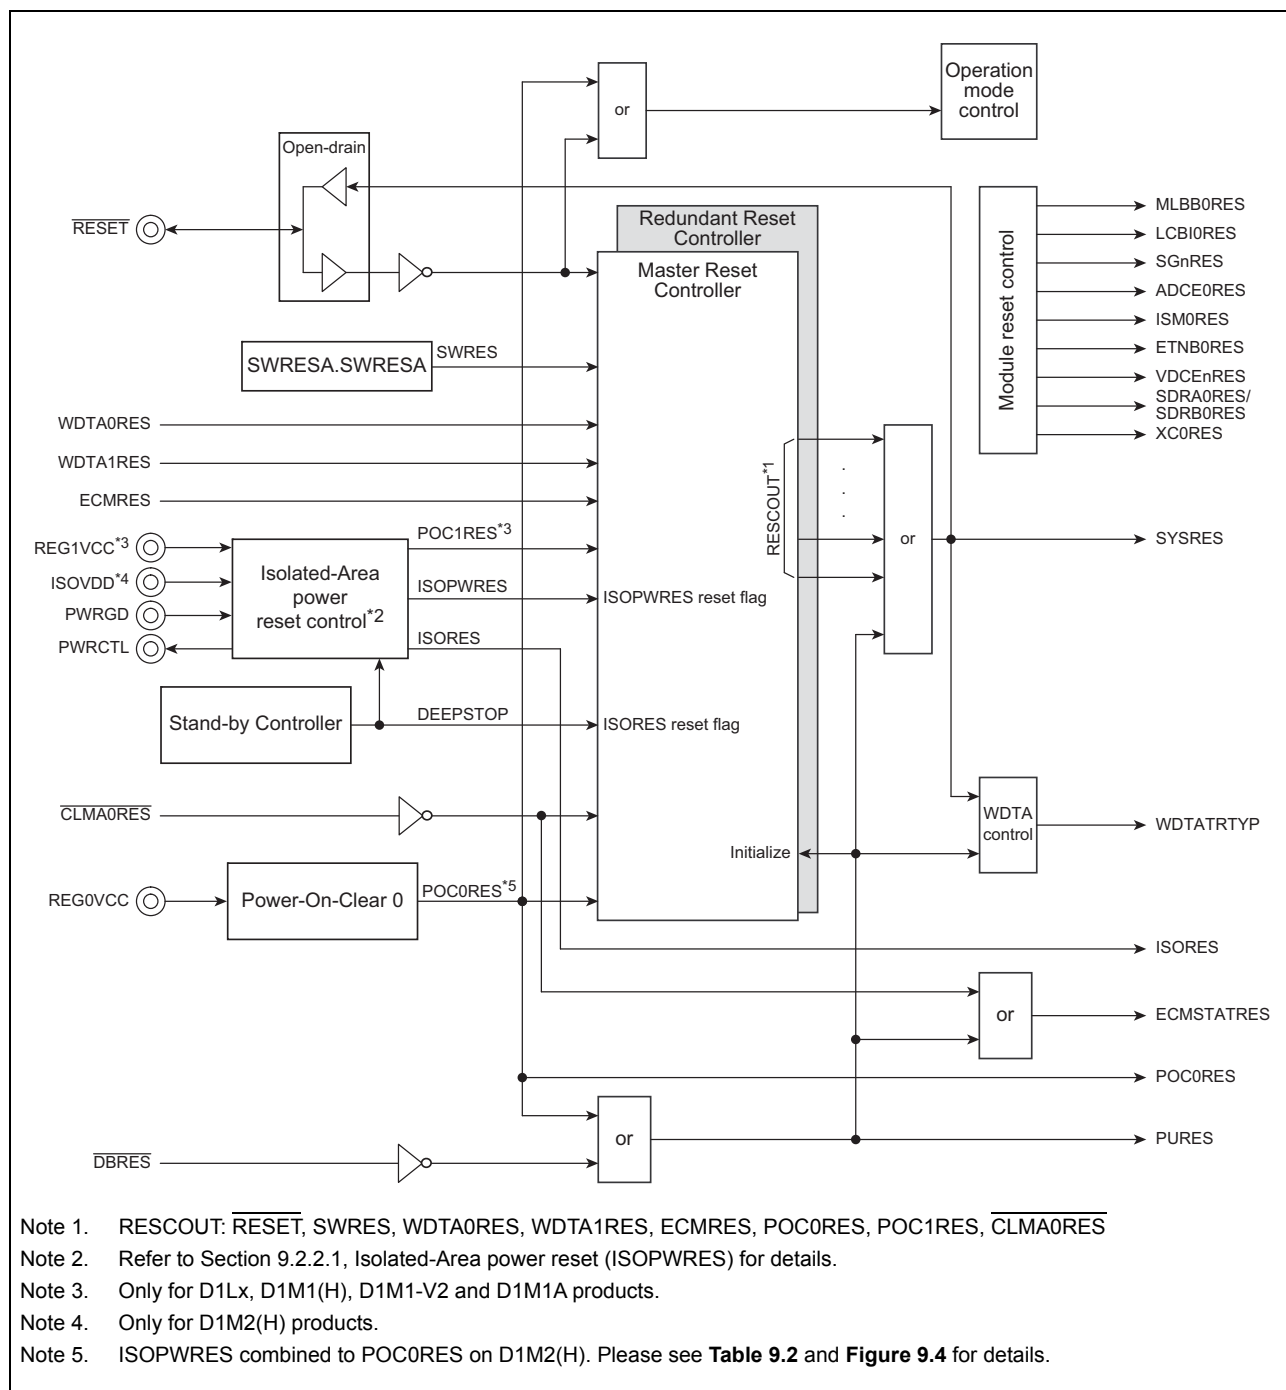 Operation
mode
control
or
Open-drain
RESET
Redundant Reset
Controller
Master Reset
Controller
Module reset control
MLBB0RES
LCBI0RES
SGnRES
ADCE0RES
ISM0RES
ETNB0RES
VDCEnRES
SDRA0RES/
SDRB0RES
XC0RES
SWRESA.SWRESA
SWRES
WDTA0RES
WDTA1RES
ECMRES
RESCOUT*1
.
.
.
or
SYSRES
REG1VCC*3
ISOVDD*4
PWRGD
PWRCTL
Isolated-Area
power
reset control*2
POC1RES*3
ISOPWRES
ISORES
ISOPWRES reset flag
Stand-by Controller
DEEPSTOP
ISORES reset flag
CLMA0RES
WDTA
control
WDTATRTYP
Initialize
REG0VCC
Power-On-Clear 0
POC0RES*5
ISORES
or
ECMSTATRES
POC0RES
or
PURES
DBRES
Note 1. RESCOUT: RESET, SWRES, WDTA0RES, WDTA1RES, ECMRES, POC0RES, POC1RES, CLMA0RES
Note 2. Refer to Section 9.2.2.1, Isolated-Area power reset (ISOPWRES) for details.
Note 3. Only for D1Lx, D1M1(H), D1M1-V2 and D1M1A products.
Note 4. Only for D1M2(H) products.
Note 5. ISOPWRES combined to POC0RES on D1M2(H). Please see Table 9.2 and Figure 9.4 for details.